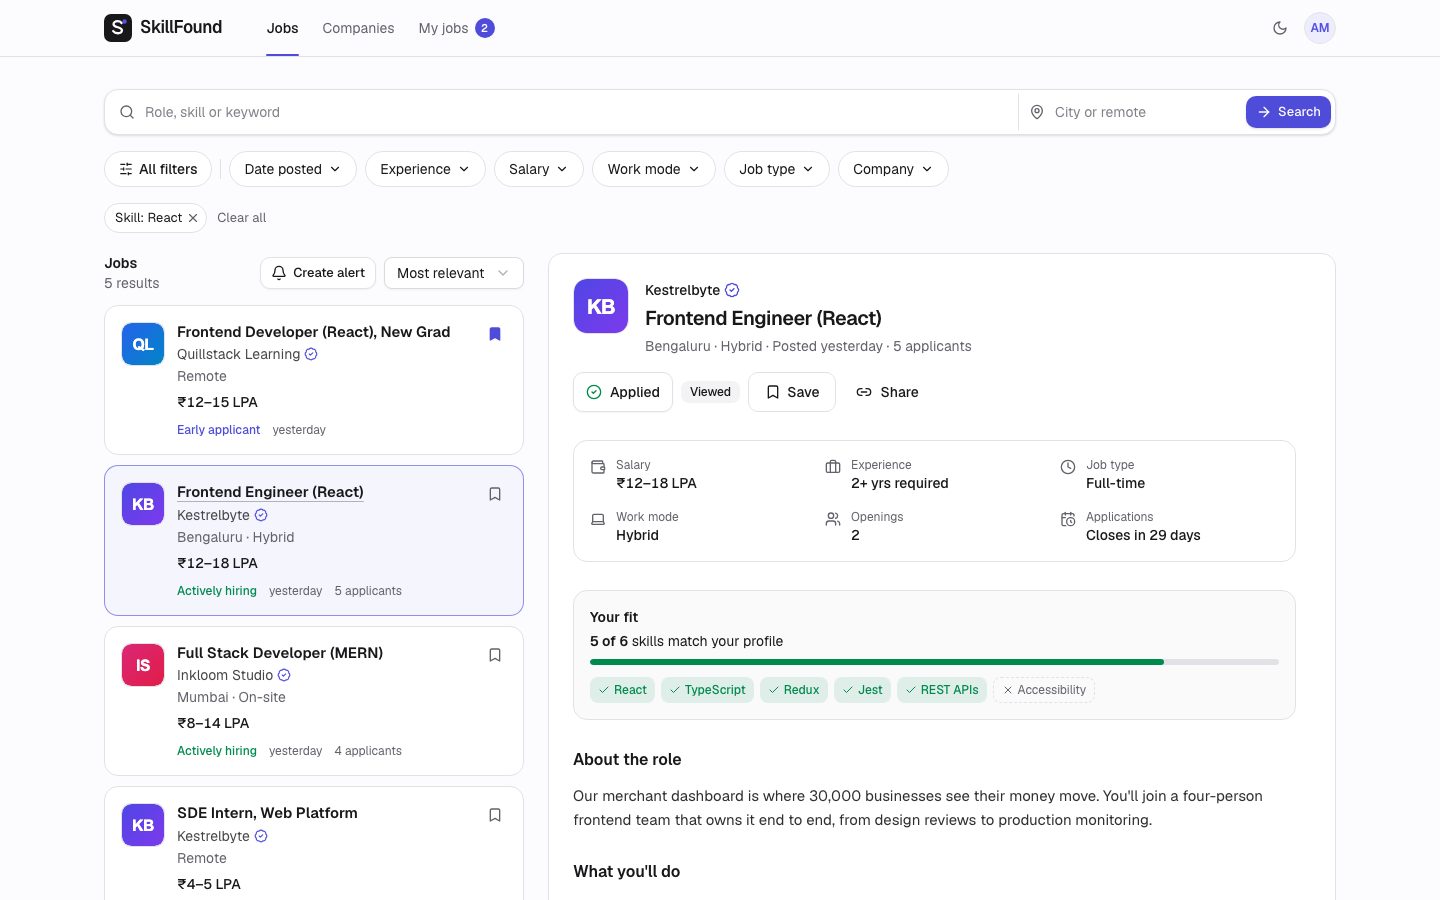 S SkillFound
Jobs
Companies
My jobs 2
AM
Role, skill or keyword
City or remote
Search
All filters
Date posted
Experience
Salary
Work mode
Job type
Company
Skill: React
Clear all
Jobs
5 results
Create alert
Most relevant
QL
Frontend Developer (React), New Grad
Quillstack Learning
Remote
₹12–15 LPA
Early applicant yesterday
KB
Frontend Engineer (React)
Kestrelbyte
Bengaluru · Hybrid
₹12–18 LPA
Actively hiring yesterday 5 applicants
IS
Full Stack Developer (MERN)
Inkloom Studio
Mumbai · On-site
₹8–14 LPA
Actively hiring yesterday 4 applicants
KB
SDE Intern, Web Platform
Kestrelbyte
Remote
₹4–5 LPA
KB
Kestrelbyte
Frontend Engineer (React)
Bengaluru · Hybrid · Posted yesterday · 5 applicants
Applied
Viewed
Save
Share
Salary
₹12–18 LPA
Experience
2+ yrs required
Job type
Full-time
Work mode
Hybrid
Openings
2
Applications
Closes in 29 days
Your fit
5 of 6 skills match your profile
React
TypeScript
Redux
Jest
REST APIs
Accessibility
About the role
Our merchant dashboard is where 30,000 businesses see their money move. You'll join a four-person
frontend team that owns it end to end, from design reviews to production monitoring.
What you'll do